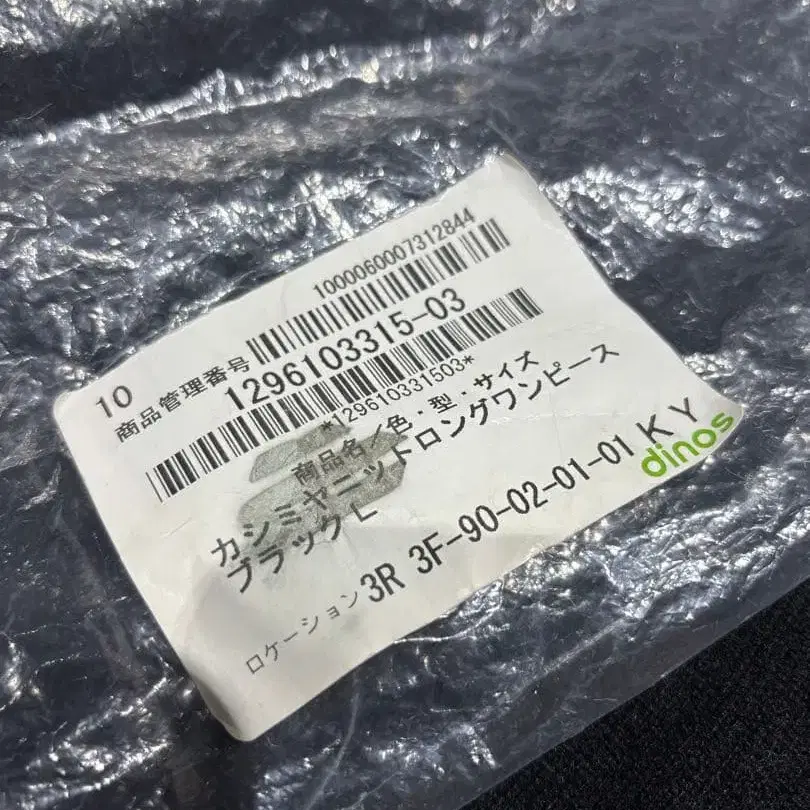 1000060007312844
10
商品管理番号
1296103315-03
*129610331503*
商品名／色・型・サイズ
カシミヤニットロングワンピース
ブラック L
ロケーション 3R 3F-90-02-01-01 KY
dinos